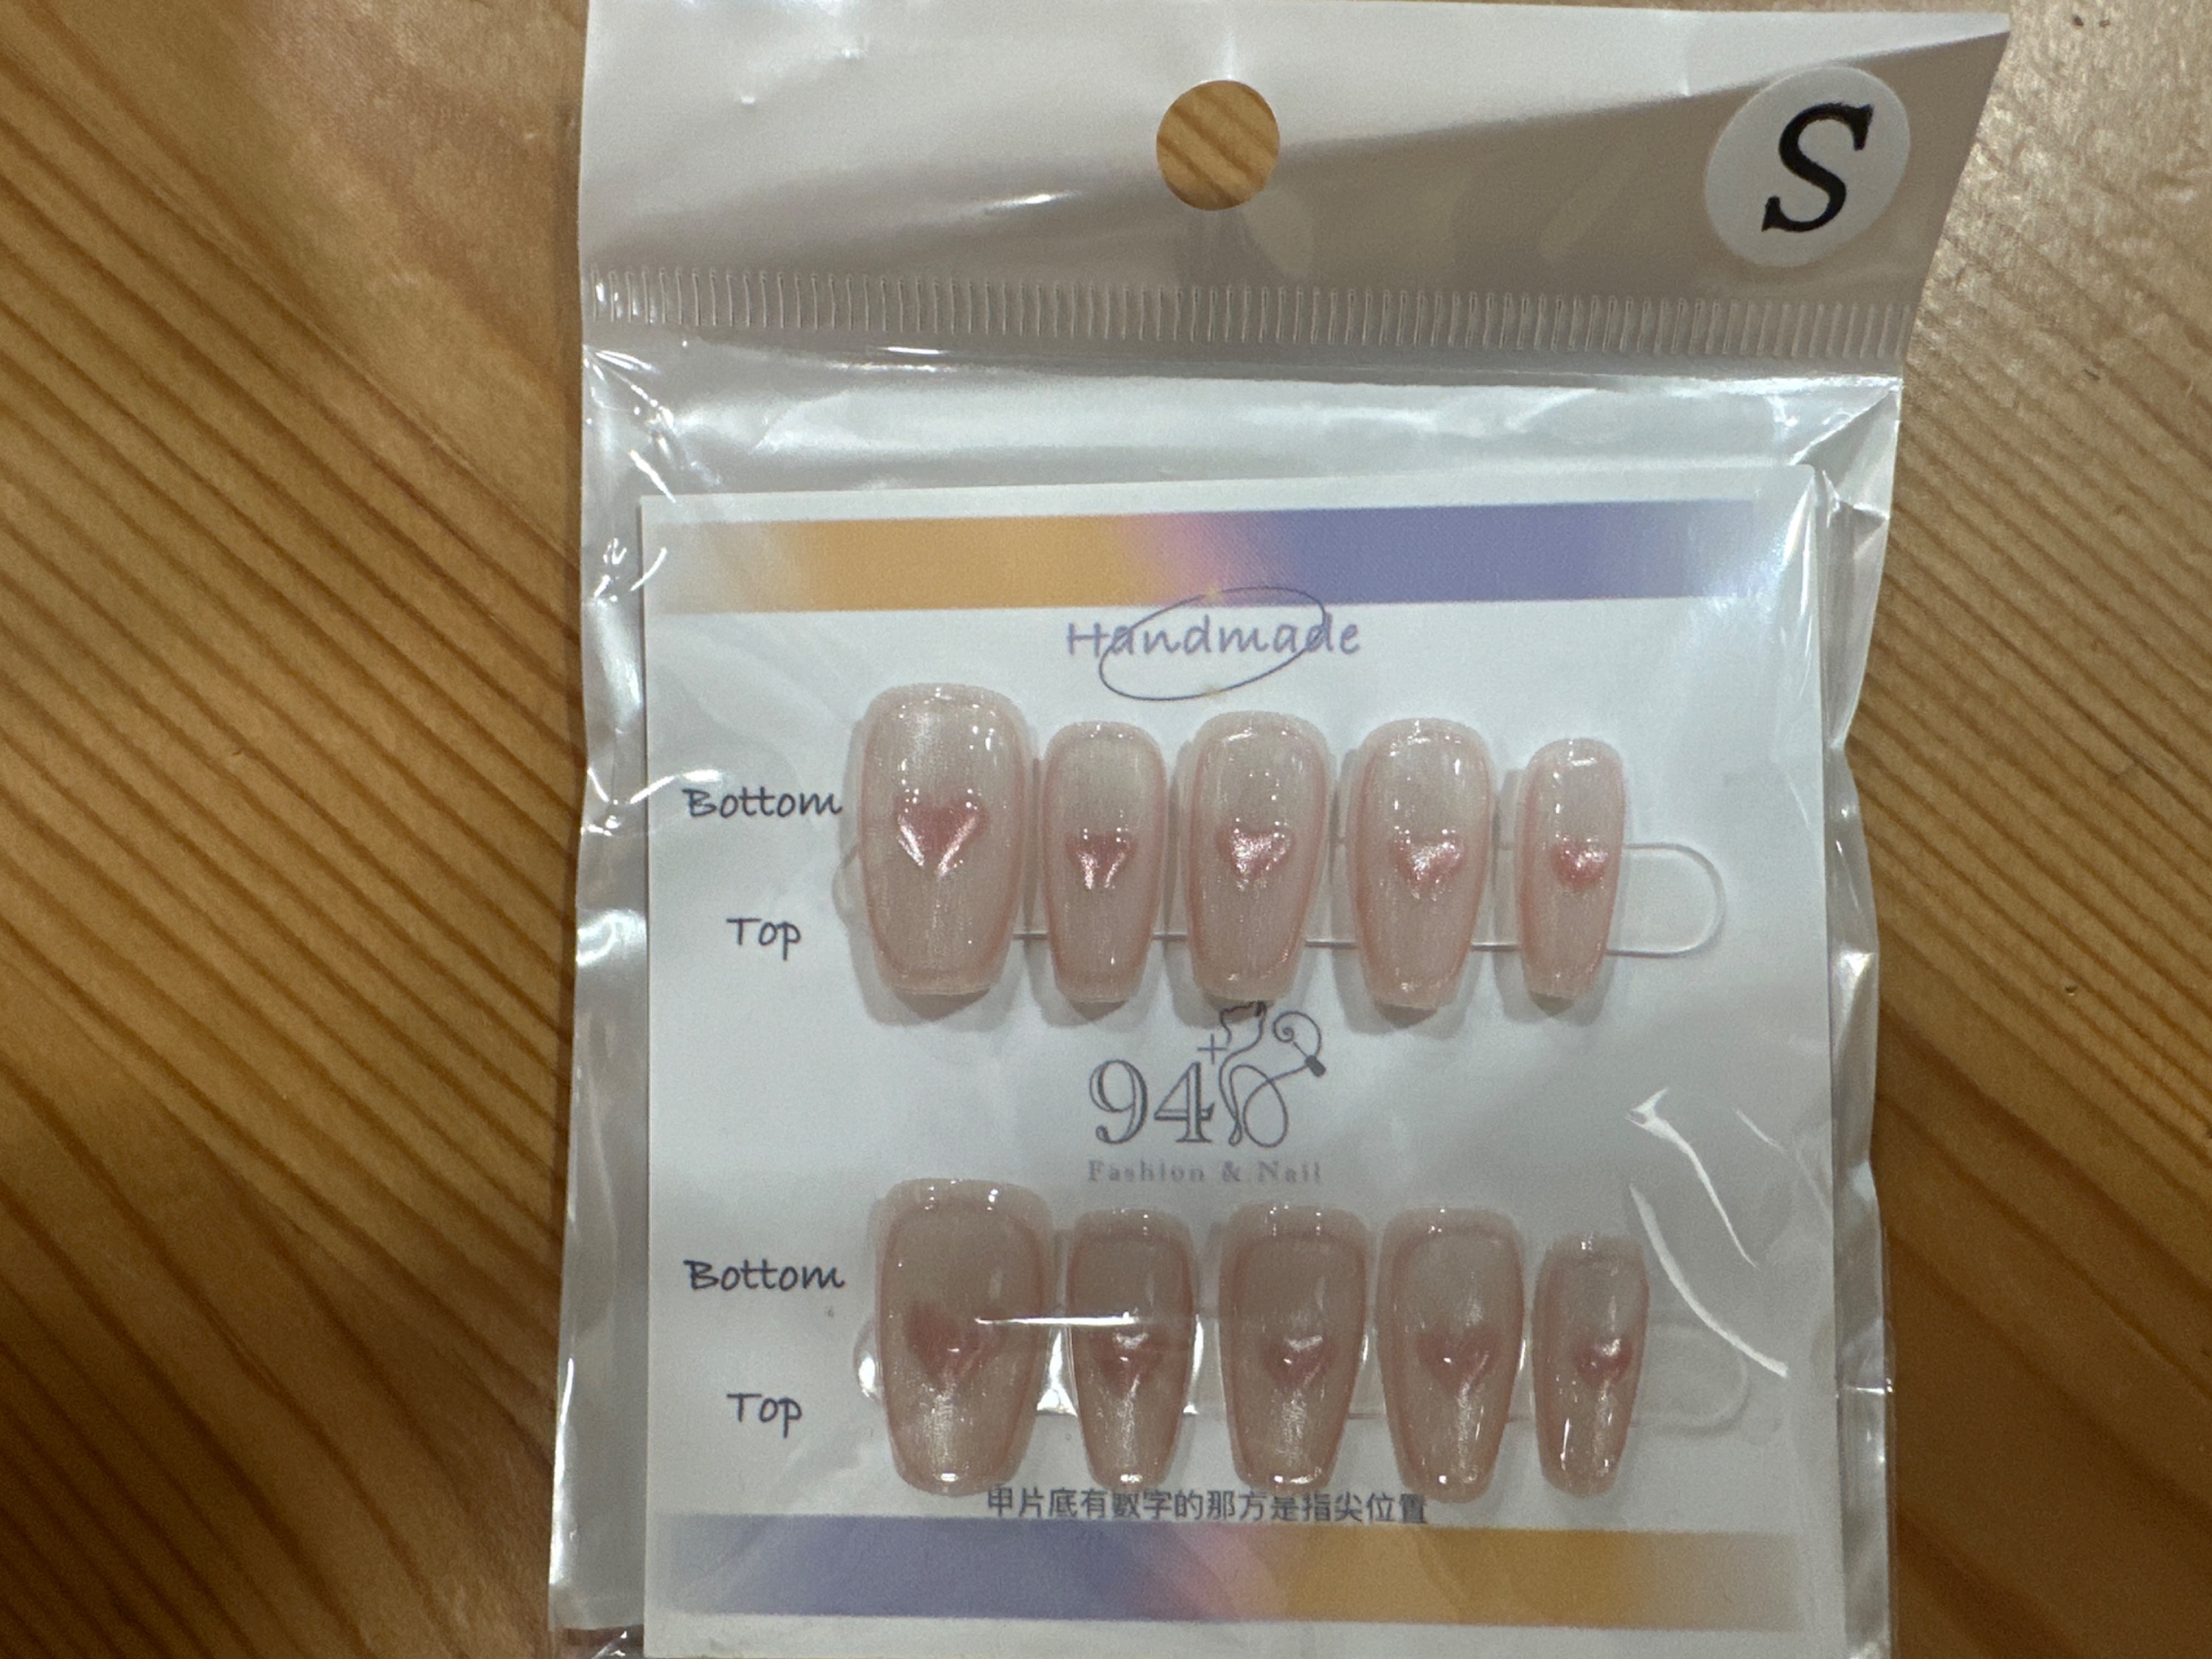 S
Handmade
Bottom
Top
94
Fashion & Nail
Bottom
Top
甲片底有數字的那方是指尖位置